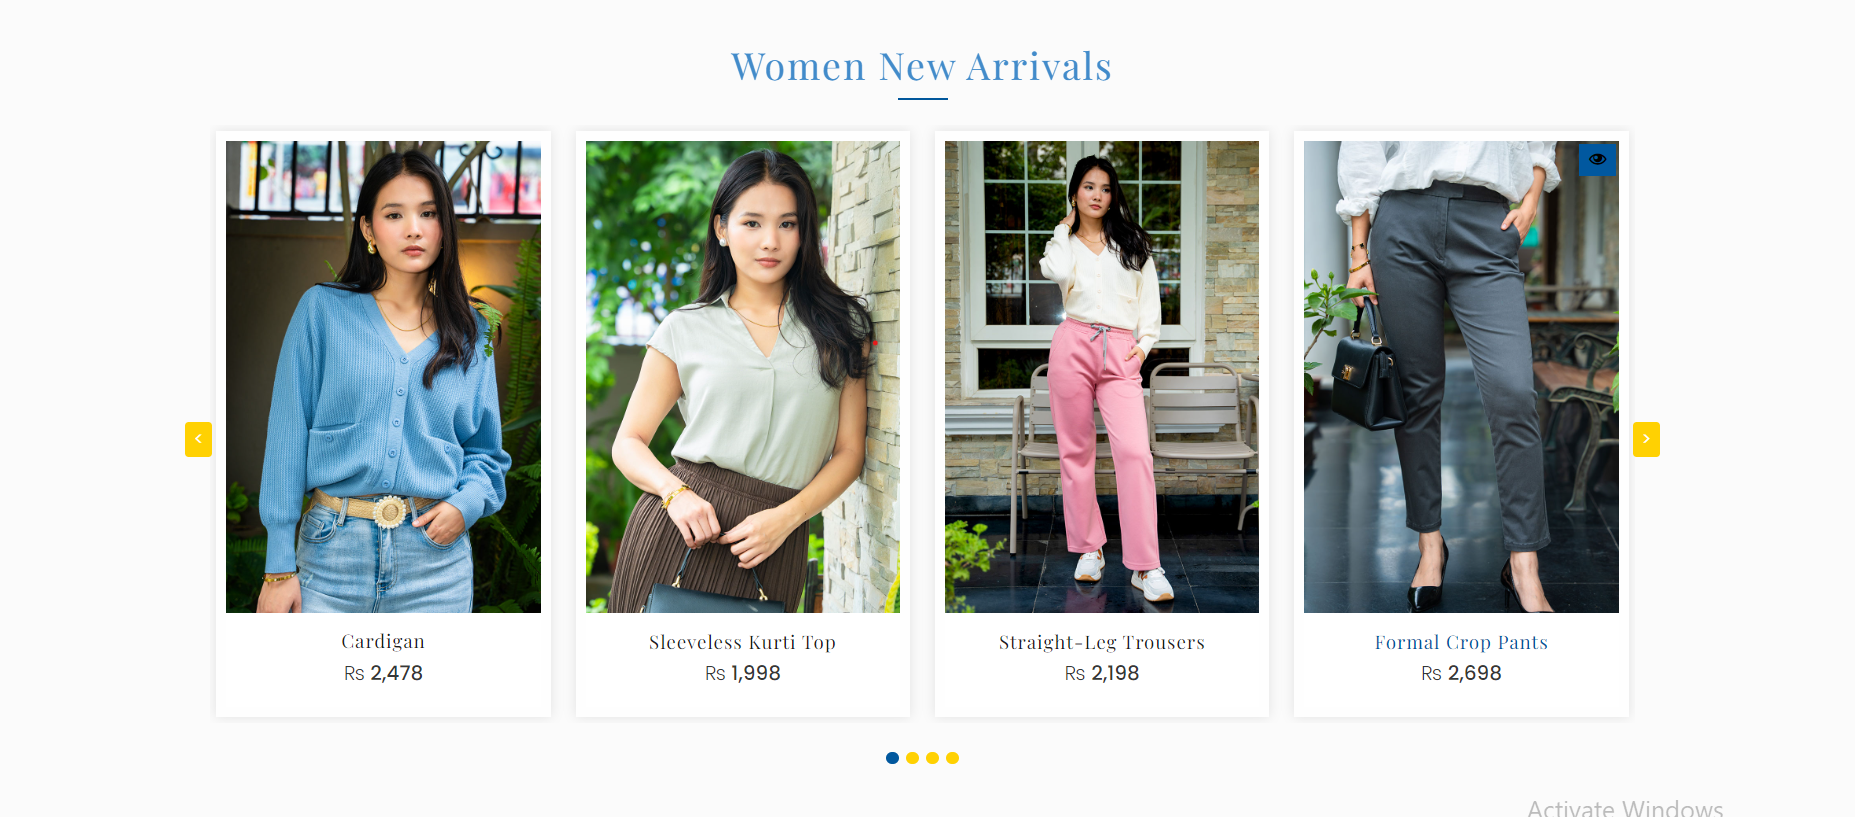 Women New Arrivals
Cardigan
Rs 2,478
Sleeveless Kurti Top
Rs 1,998
Straight-Leg Trousers
Rs 2,198
Formal Crop Pants
Rs 2,698
Activate Windows